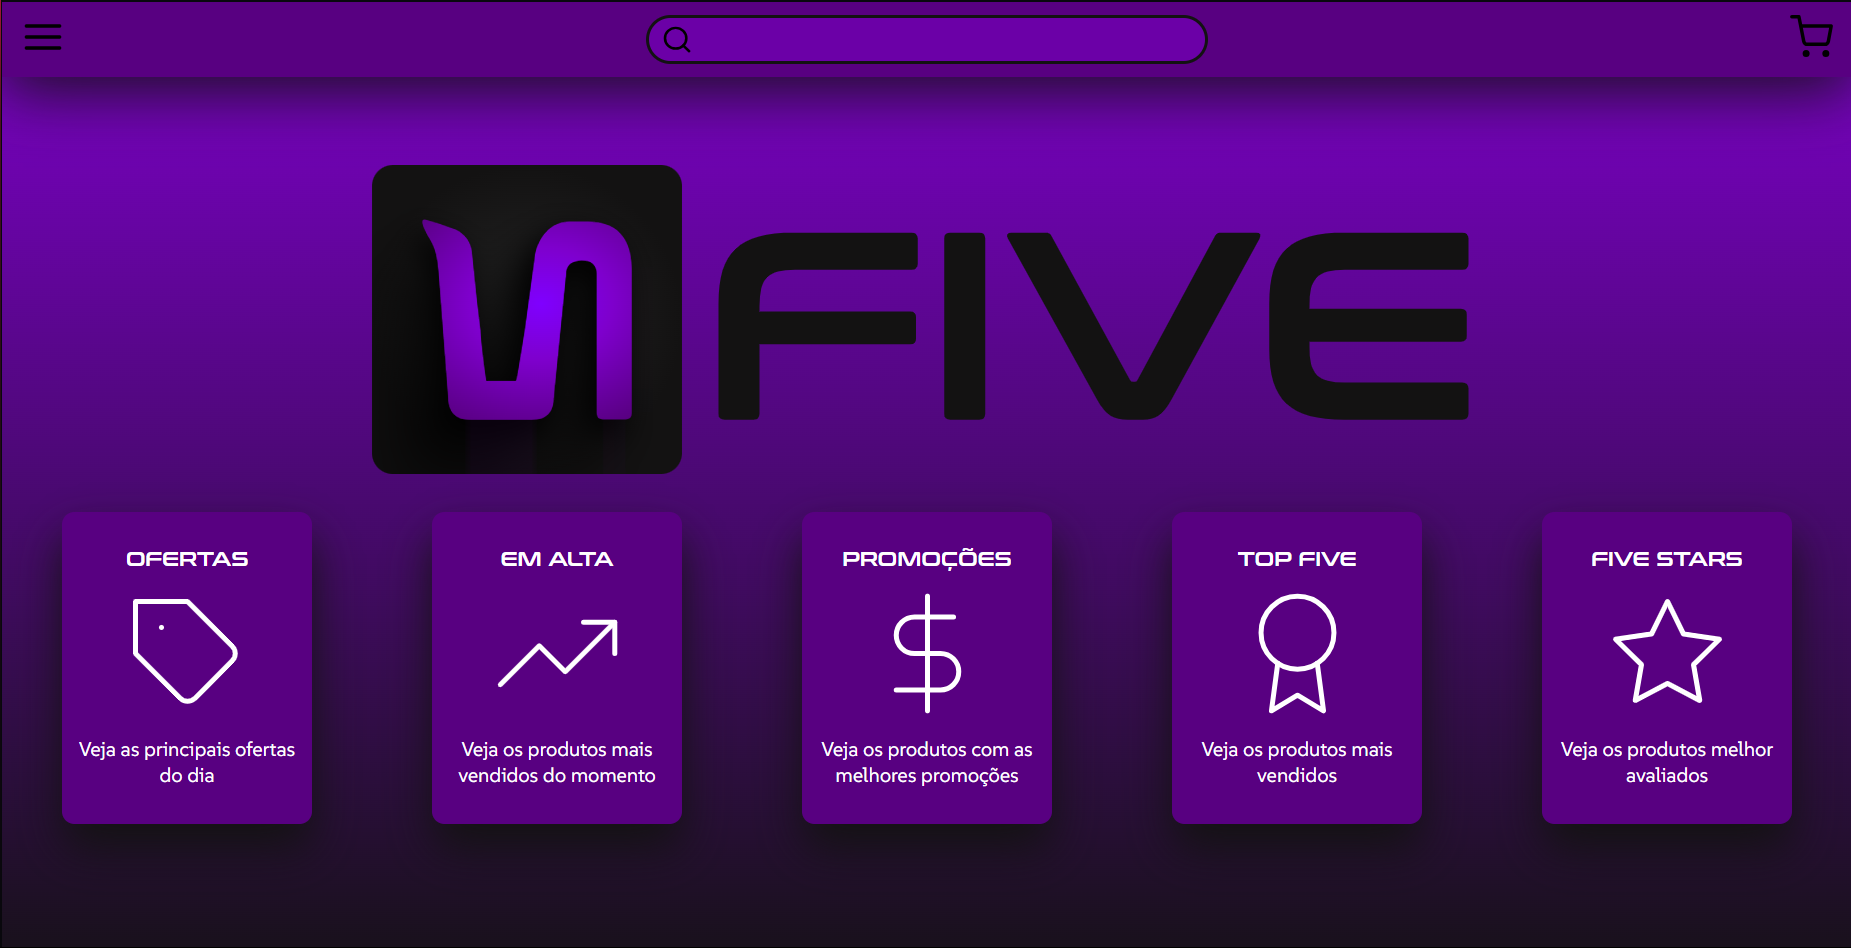 FIVE
OFERTAS
Veja as principais ofertas
do dia
EM ALTA
Veja os produtos mais
vendidos do momento
PROMOÇÕES
Veja os produtos com as
melhores promoções
TOP FIVE
Veja os produtos mais
vendidos
FIVE STARS
Veja os produtos melhor
avaliados